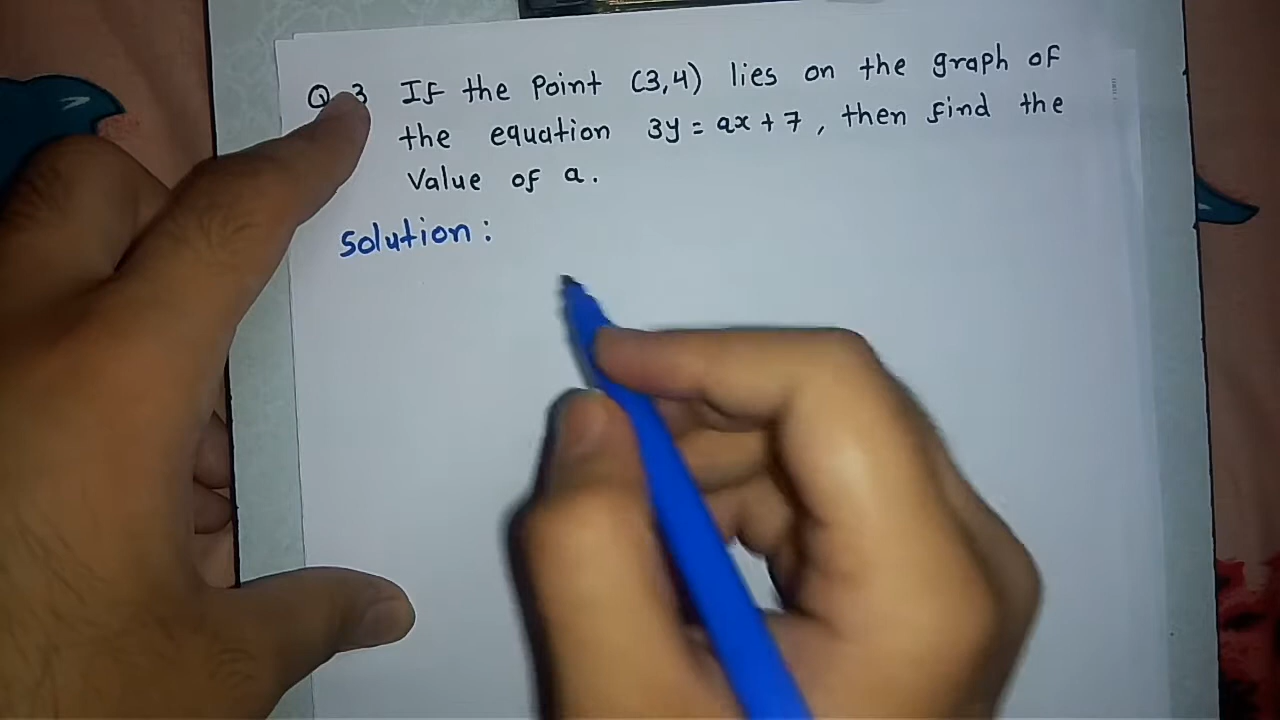 Q 3 If the point (3,4) lies on the graph of
the equation 3y = ax + 7, then find the
Value of a.
Solution: